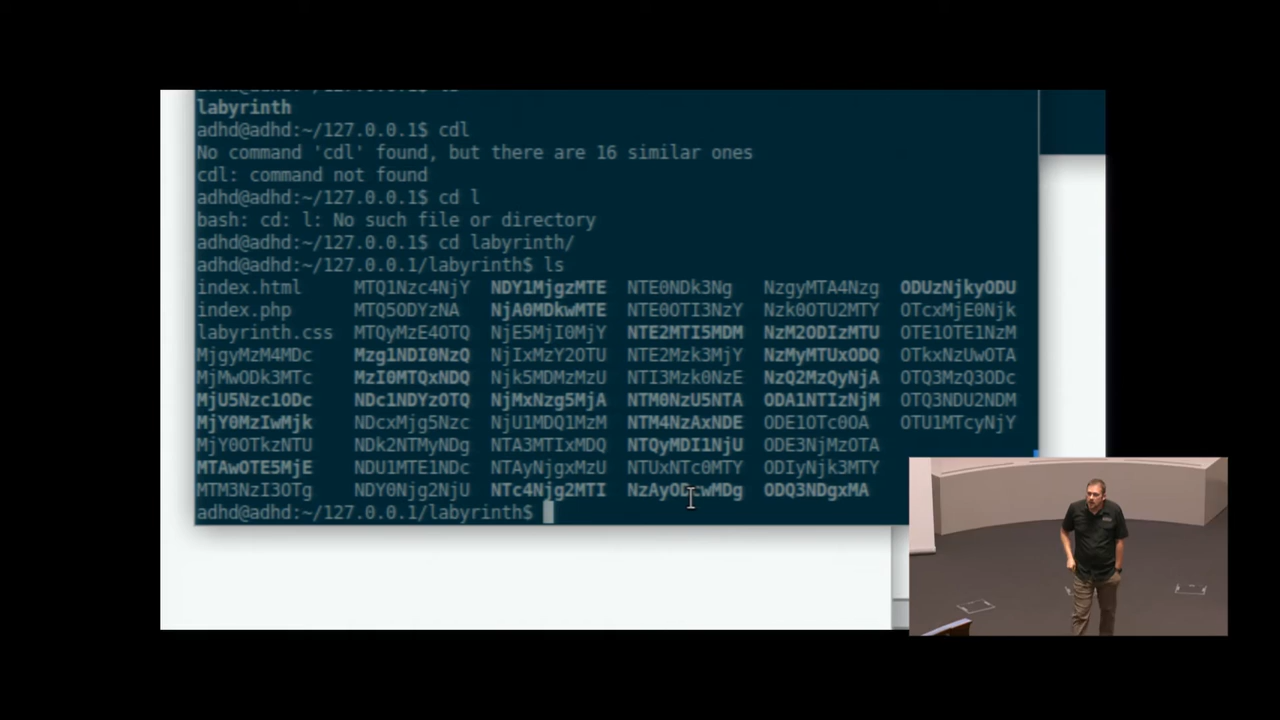 labyrinth
adhd@adhd:~/127.0.0.1$ cdl
No command 'cdl' found, but there are 16 similar ones
cdl: command not found
adhd@adhd:~/127.0.0.1$ cd l
bash: cd: l: No such file or directory
adhd@adhd:~/127.0.0.1$ cd labyrinth/
adhd@adhd:~/127.0.0.1/labyrinth$ ls
index.html MTQ1Nzc4NjY NDY1MjgzMTE NTE0NDk3Ng NzgyMTA4Nzg ODUzNjkyODU
index.php MTQ5ODYzNA NjA0MDkwMTE NTE0OTI3NzY Nzk0OTU2MTY OTcxMjE0Njk
labyrinth.css MTQyMzE4OTQ NjE5MjI0MjY NTE2MTI5MDM NzM2ODIzMTU OTE1OTE1NzM
MjgyMzM4MDc Mzg1NDI0NzQ NjIxMzY2OTU NTE2Mzk3MjY NzMyMTUxODQ OTkxNzUwOTA
MjMwODk3MTc MzI0MTQxNDQ Njk5MDMzMzU NTI3Mzk0NzE NzQ2MzQyNjA OTQ3MzQ3ODc
MjU5Nzc1ODc NDc1NDYzOTQ NjMxNzg5MjA NTM0NzU5NTA ODA1NTIzNjM OTQ3NDU2NDM
MjY0MzIwMjk NDcxMjg5Nzc NjU1MDQ1MzM NTM4NzAxNDE ODE1OTc0OA OTU1MTcyNjY
MjY0OTkzNTU NDk2NTMyNDg NTA3MTIxMDQ NTQyMDI1NjU ODE3NjMzOTA
MTAwOTE5MjE NDU1MTE1NDc NTAyNjgxMzU NTUxNTc0MTY ODIyNjk3MTY
MTM3NzI3OTg NDY0Njg2NjU NTc4Njg2MTI ODQ3NDgxMA
adhd@adhd:~/127.0.0.1/labyrinth$